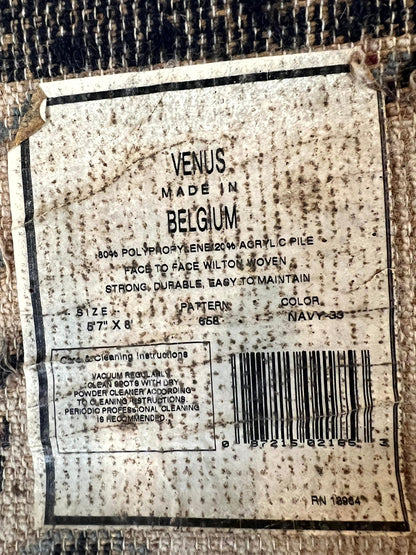 VENUS
MADE IN
BELGIUM
80% POLYPROPYLENE/20% ACRYLIC PILE
FACE TO FACE WILTON WOVEN
STRONG, DURABLE, EASY TO MAINTAIN
SIZE PATTERN COLOR
5'7" X 8' 658 NAVY-33
Care & Cleaning Instructions
VACUUM REGULARLY.
CLEAN SPOTS WITH DRY
POWDER CLEANER ACCORDING
TO CLEANING INSTRUCTIONS.
PERIODIC PROFESSIONAL CLEANING
IS RECOMMENDED.
RN 18964